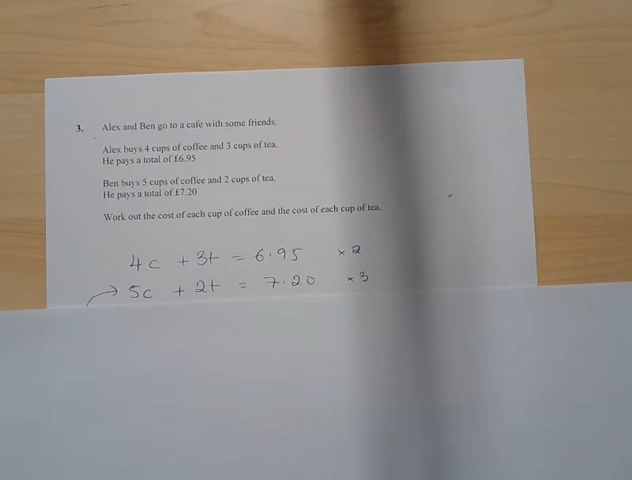 3. Alex and Ben go to a cafe with some friends.
Alex buys 4 cups of coffee and 3 cups of tea.
He pays a total of £6.95
Ben buys 5 cups of coffee and 2 cups of tea.
He pays a total of £7.20
Work out the cost of each cup of coffee and the cost of each cup of tea.
4c + 3t = 6.95 × 2
5c + 2t = 7.20 × 3